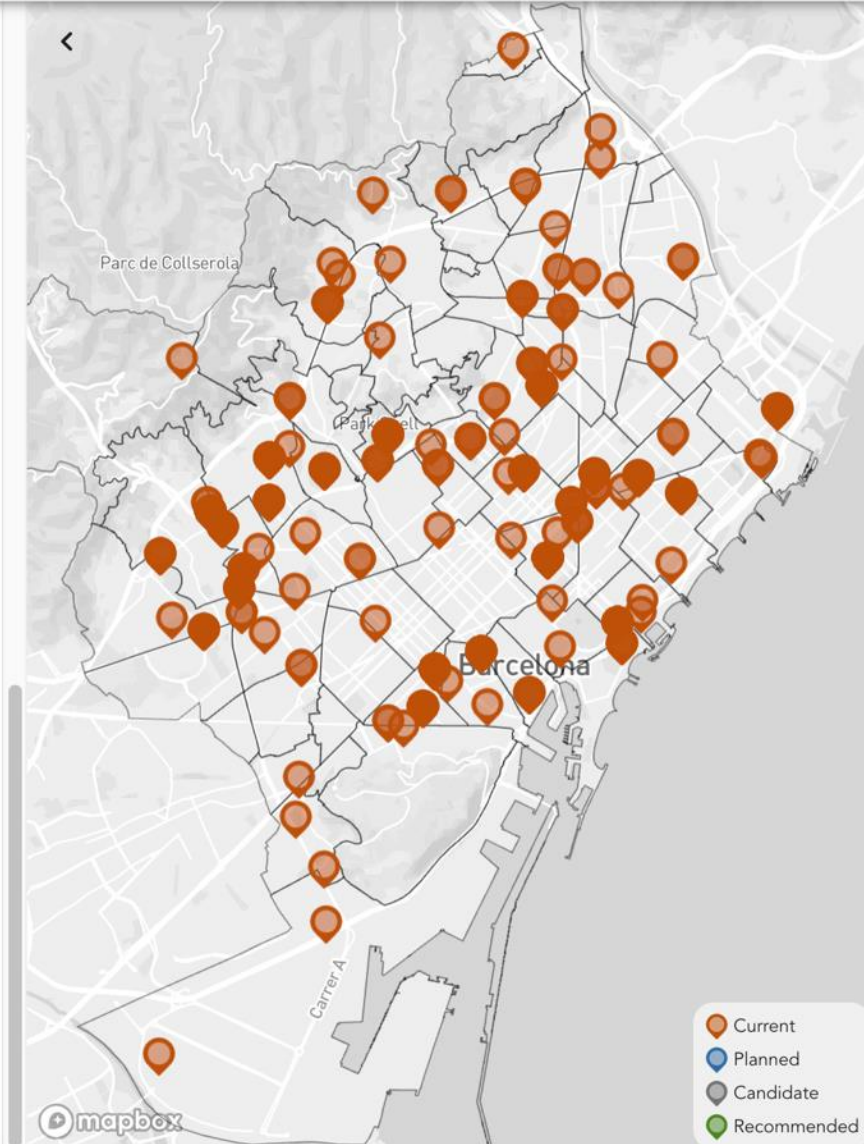 Parc de Collserola
Barcelona
Carrer A
Current
Planned
Candidate
Recommended
mapbox